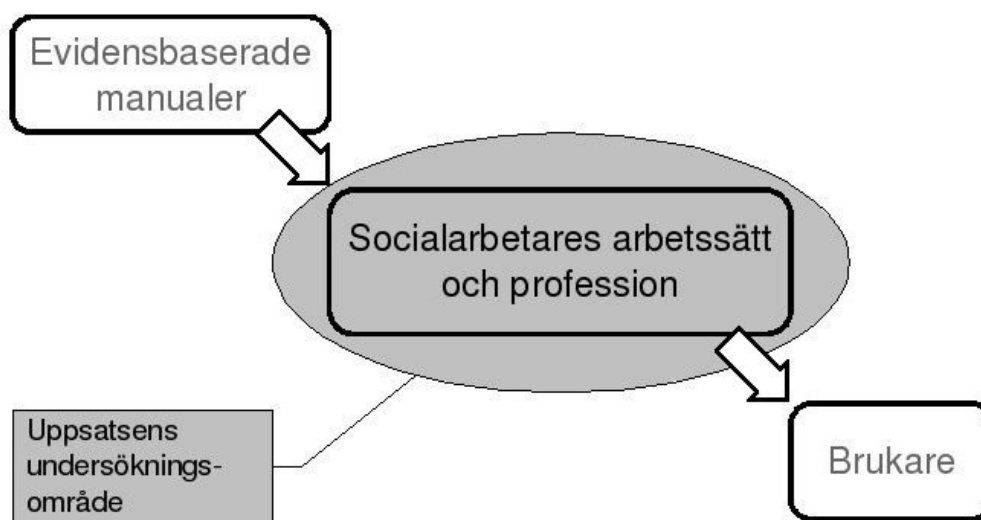 Evidensbaserade
manualer
Socialarbetares arbetssätt
och profession
Uppsatsens
undersöknings-
område
Brukare